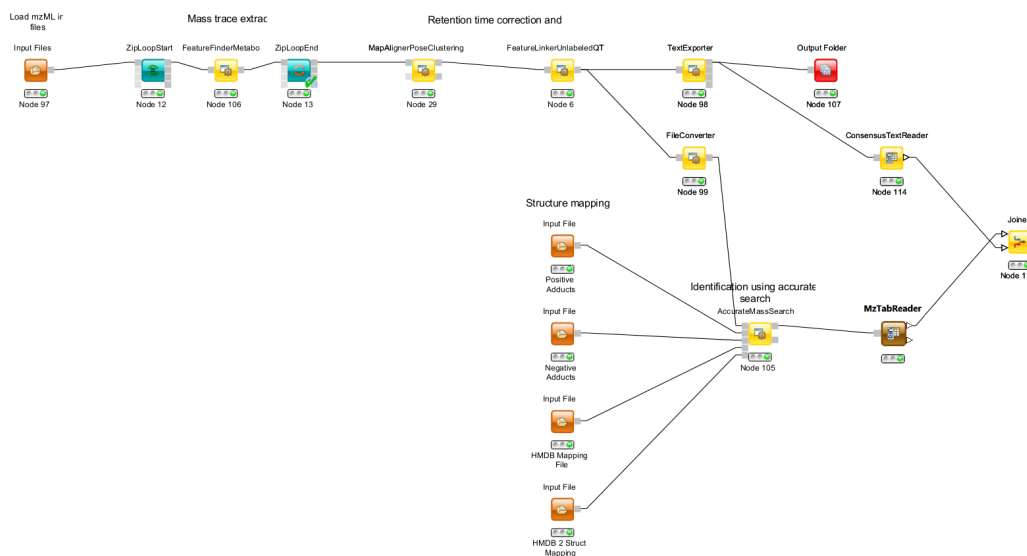 Load mzML ir
files
Mass trace extrac
Retention time correction and
Input Files
ZipLoopStart
FeatureFinderMetabo
ZipLoopEnd
MapAlignerPoseClustering
FeatureLinkerUnlabeledQT
TextExporter
Output Folder
Node 97
Node 12
Node 106
Node 13
Node 29
Node 6
Node 98
Node 107
FileConverter
ConsensusTextReader
Node 99
Node 114
Structure mapping
Input File
Joine
Node 1
Positive
Adducts
Identification using accurate
search
AccurateMassSearch
MzTabReader
Input File
Node 105
Negative
Adducts
Input File
HMDB Mapping
File
Input File
HMDB 2 Struct
Mapping